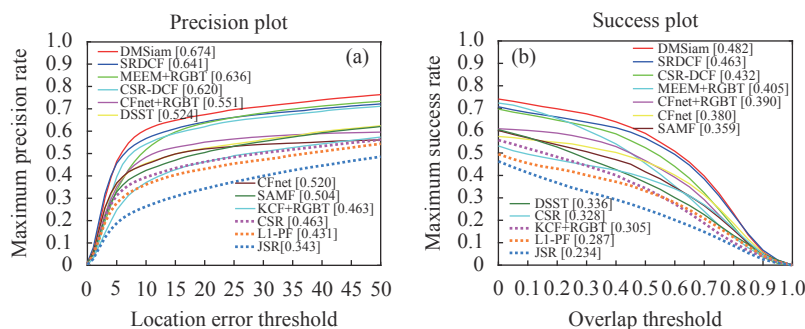 Precision plot
Maximum precision rate
1.0
0.9
0.8
0.7
0.6
0.5
0.4
0.3
0.2
0.1
0
(a)
DMSiam [0.674]
SRDCF [0.641]
MEEM+RGBT [0.636]
CSR-DCF [0.620]
CFnet+RGBT [0.551]
DSST [0.524]
CFnet [0.520]
SAMF [0.504]
KCF+RGBT [0.463]
CSR [0.463]
L1-PF [0.431]
JSR[0.343]
0 5 10 15 20 25 30 35 40 45 50
Location error threshold
Success plot
Maximum success rate
1.0
0.9
0.8
0.7
0.6
0.5
0.4
0.3
0.2
0.1
0
(b)
DMSiam [0.482]
SRDCF [0.463]
CSR-DCF [0.432]
MEEM+RGBT [0.405]
CFnet+RGBT [0.390]
CFnet [0.380]
SAMF [0.359]
DSST [0.336]
CSR [0.328]
KCF+RGBT [0.305]
L1-PF [0.287]
JSR [0.234]
0 0.1 0.2 0.3 0.4 0.5 0.6 0.7 0.8 0.9 1.0
Overlap threshold